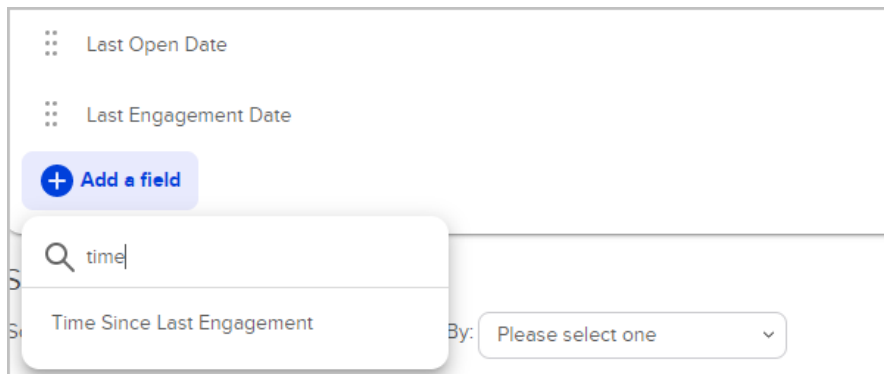 Last Open Date
Last Engagement Date
Add a field
time
S
Time Since Last Engagement
By: Please select one